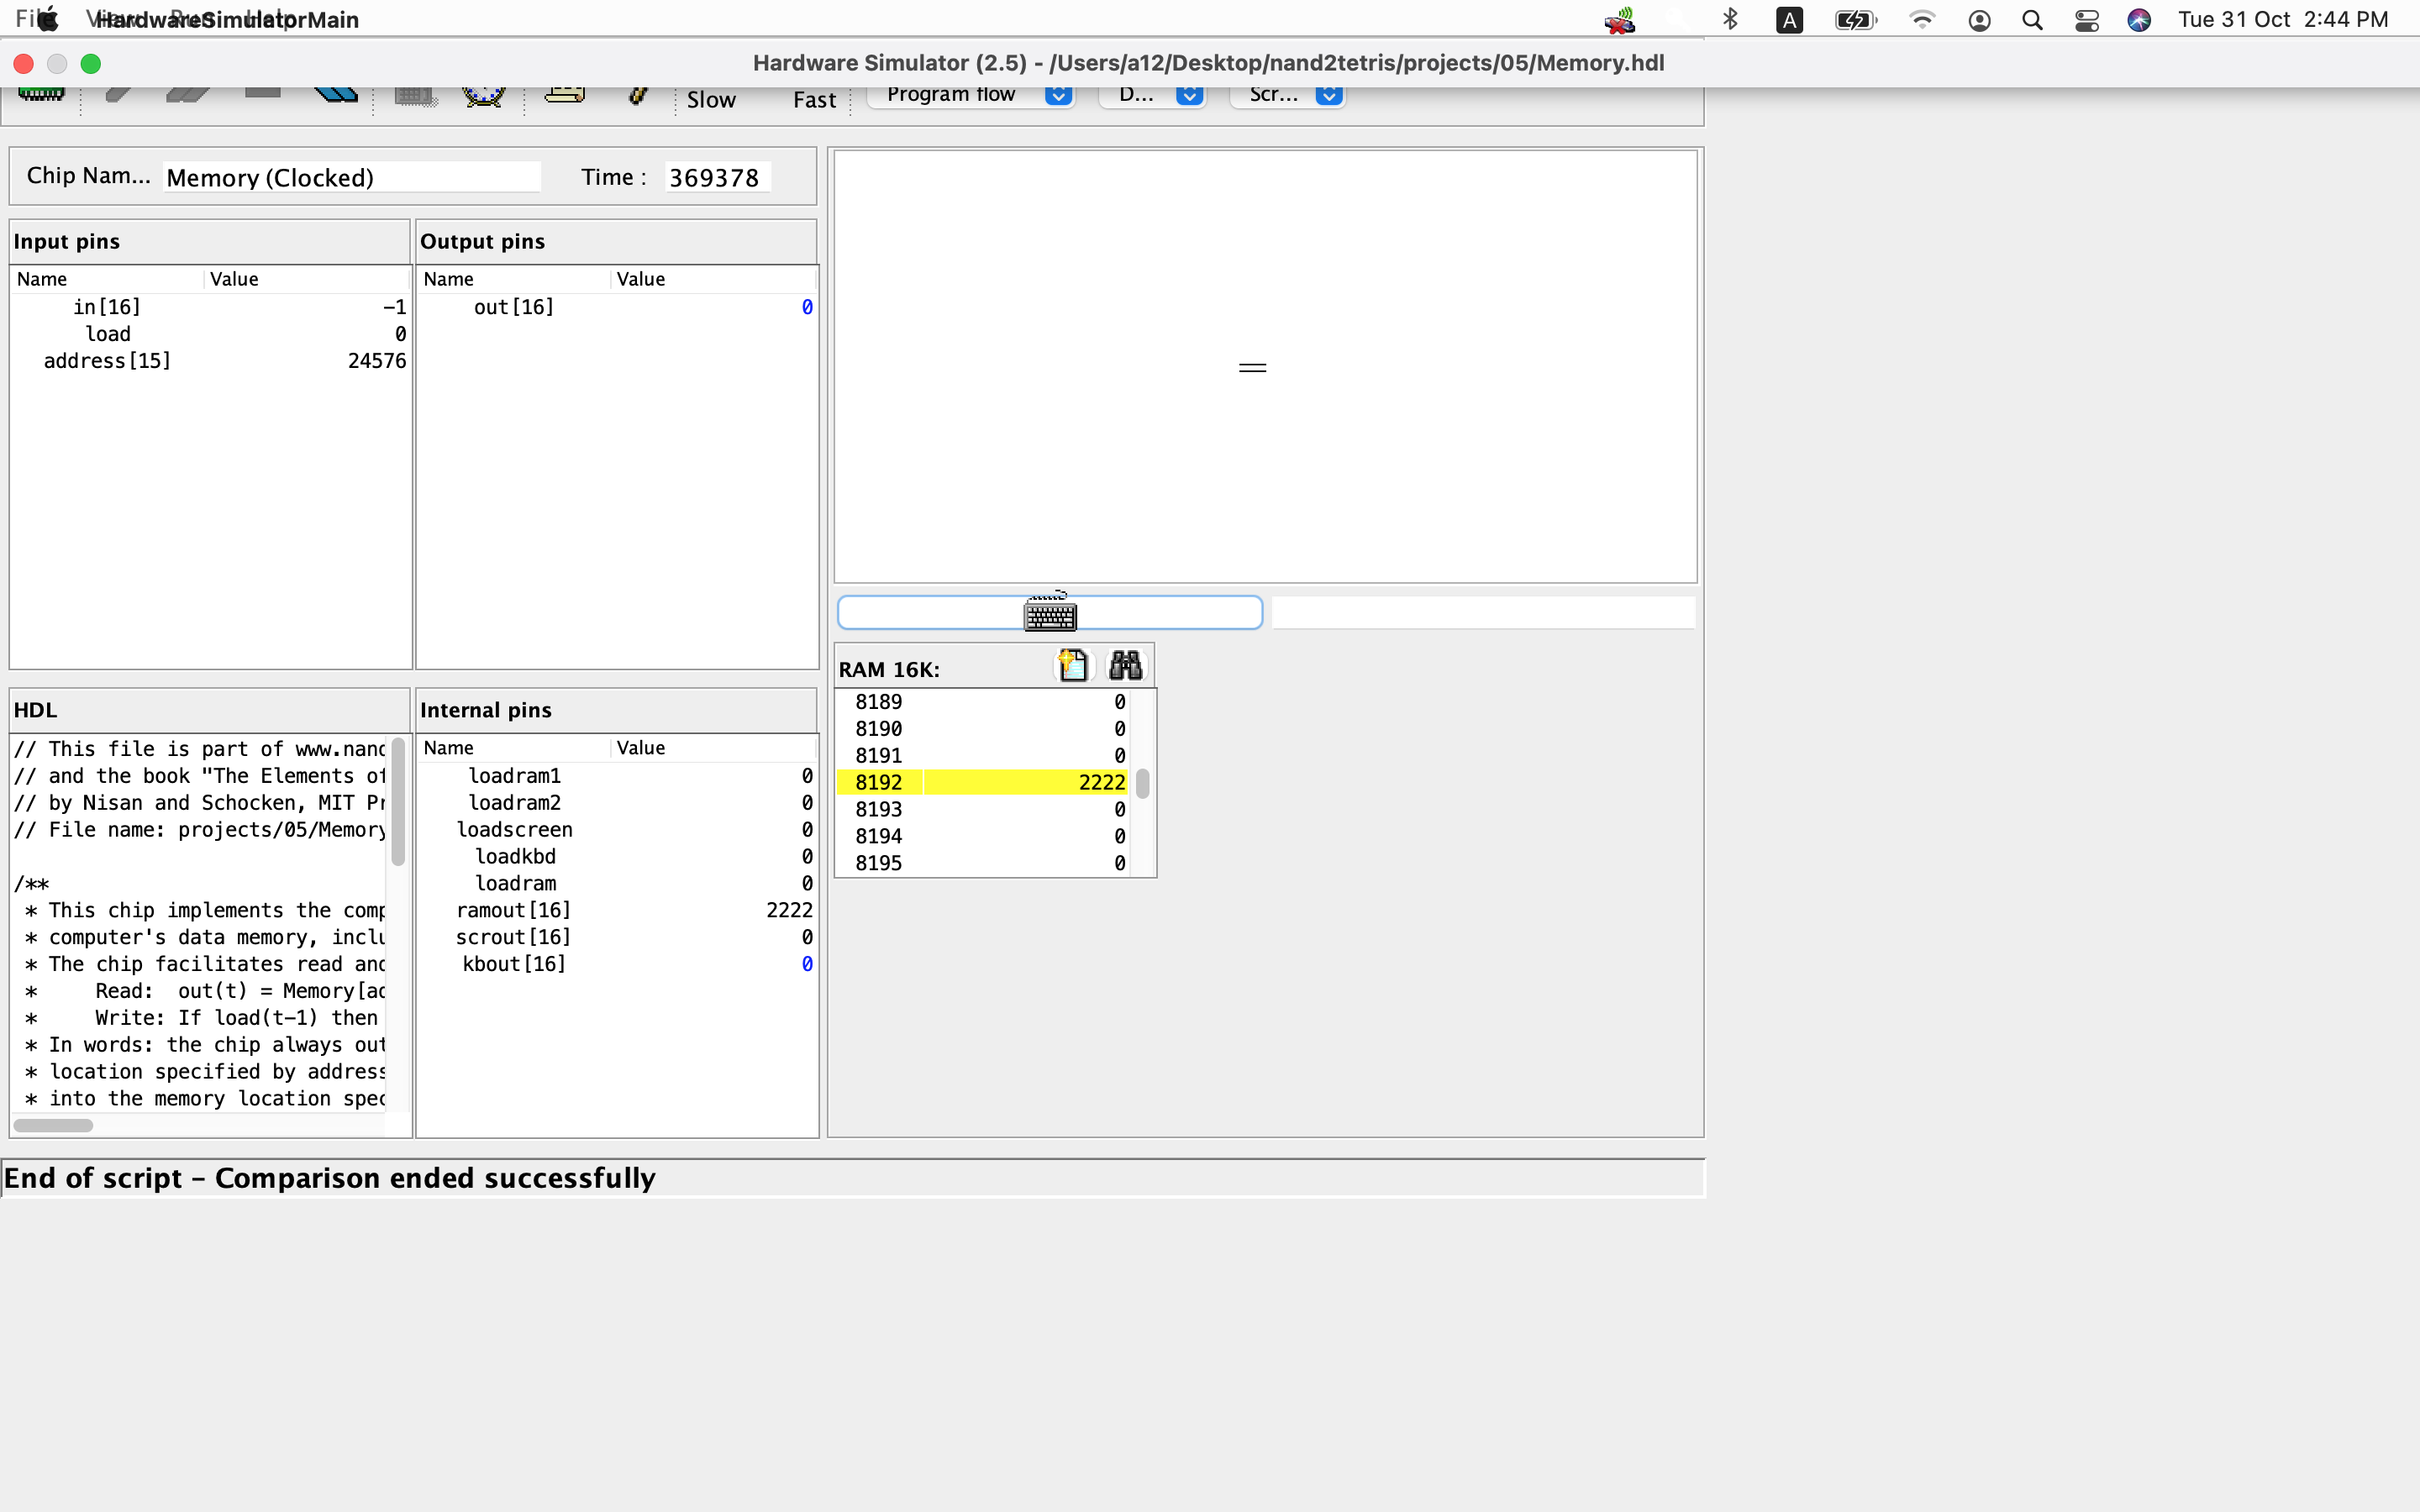 File View Run Help
HardwareSimulatorMain
A
Tue 31 Oct 2:44 PM
Hardware Simulator (2.5) - /Users/a12/Desktop/nand2tetris/projects/05/Memory.hdl
Slow Fast Program flow D... Scr...
Chip Nam... Memory (Clocked) Time : 369378
Input pins
Name Value
in[16] -1
load 0
address[15] 24576
Output pins
Name Value
out[16] 0
HDL
// This file is part of www.nand
// and the book "The Elements of
// by Nisan and Schocken, MIT Pr
// File name: projects/05/Memory
/**
* This chip implements the comp
* computer's data memory, inclu
* The chip facilitates read and
* Read: out(t) = Memory[ad
* Write: If load(t-1) then
* In words: the chip always out
* location specified by address
* into the memory location spec
Internal pins
Name Value
loadram1 0
loadram2 0
loadscreen 0
loadkbd 0
loadram 0
ramout[16] 2222
scrout[16] 0
kbout[16] 0
RAM 16K:
8189 0
8190 0
8191 0
8192 2222
8193 0
8194 0
8195 0
End of script - Comparison ended successfully